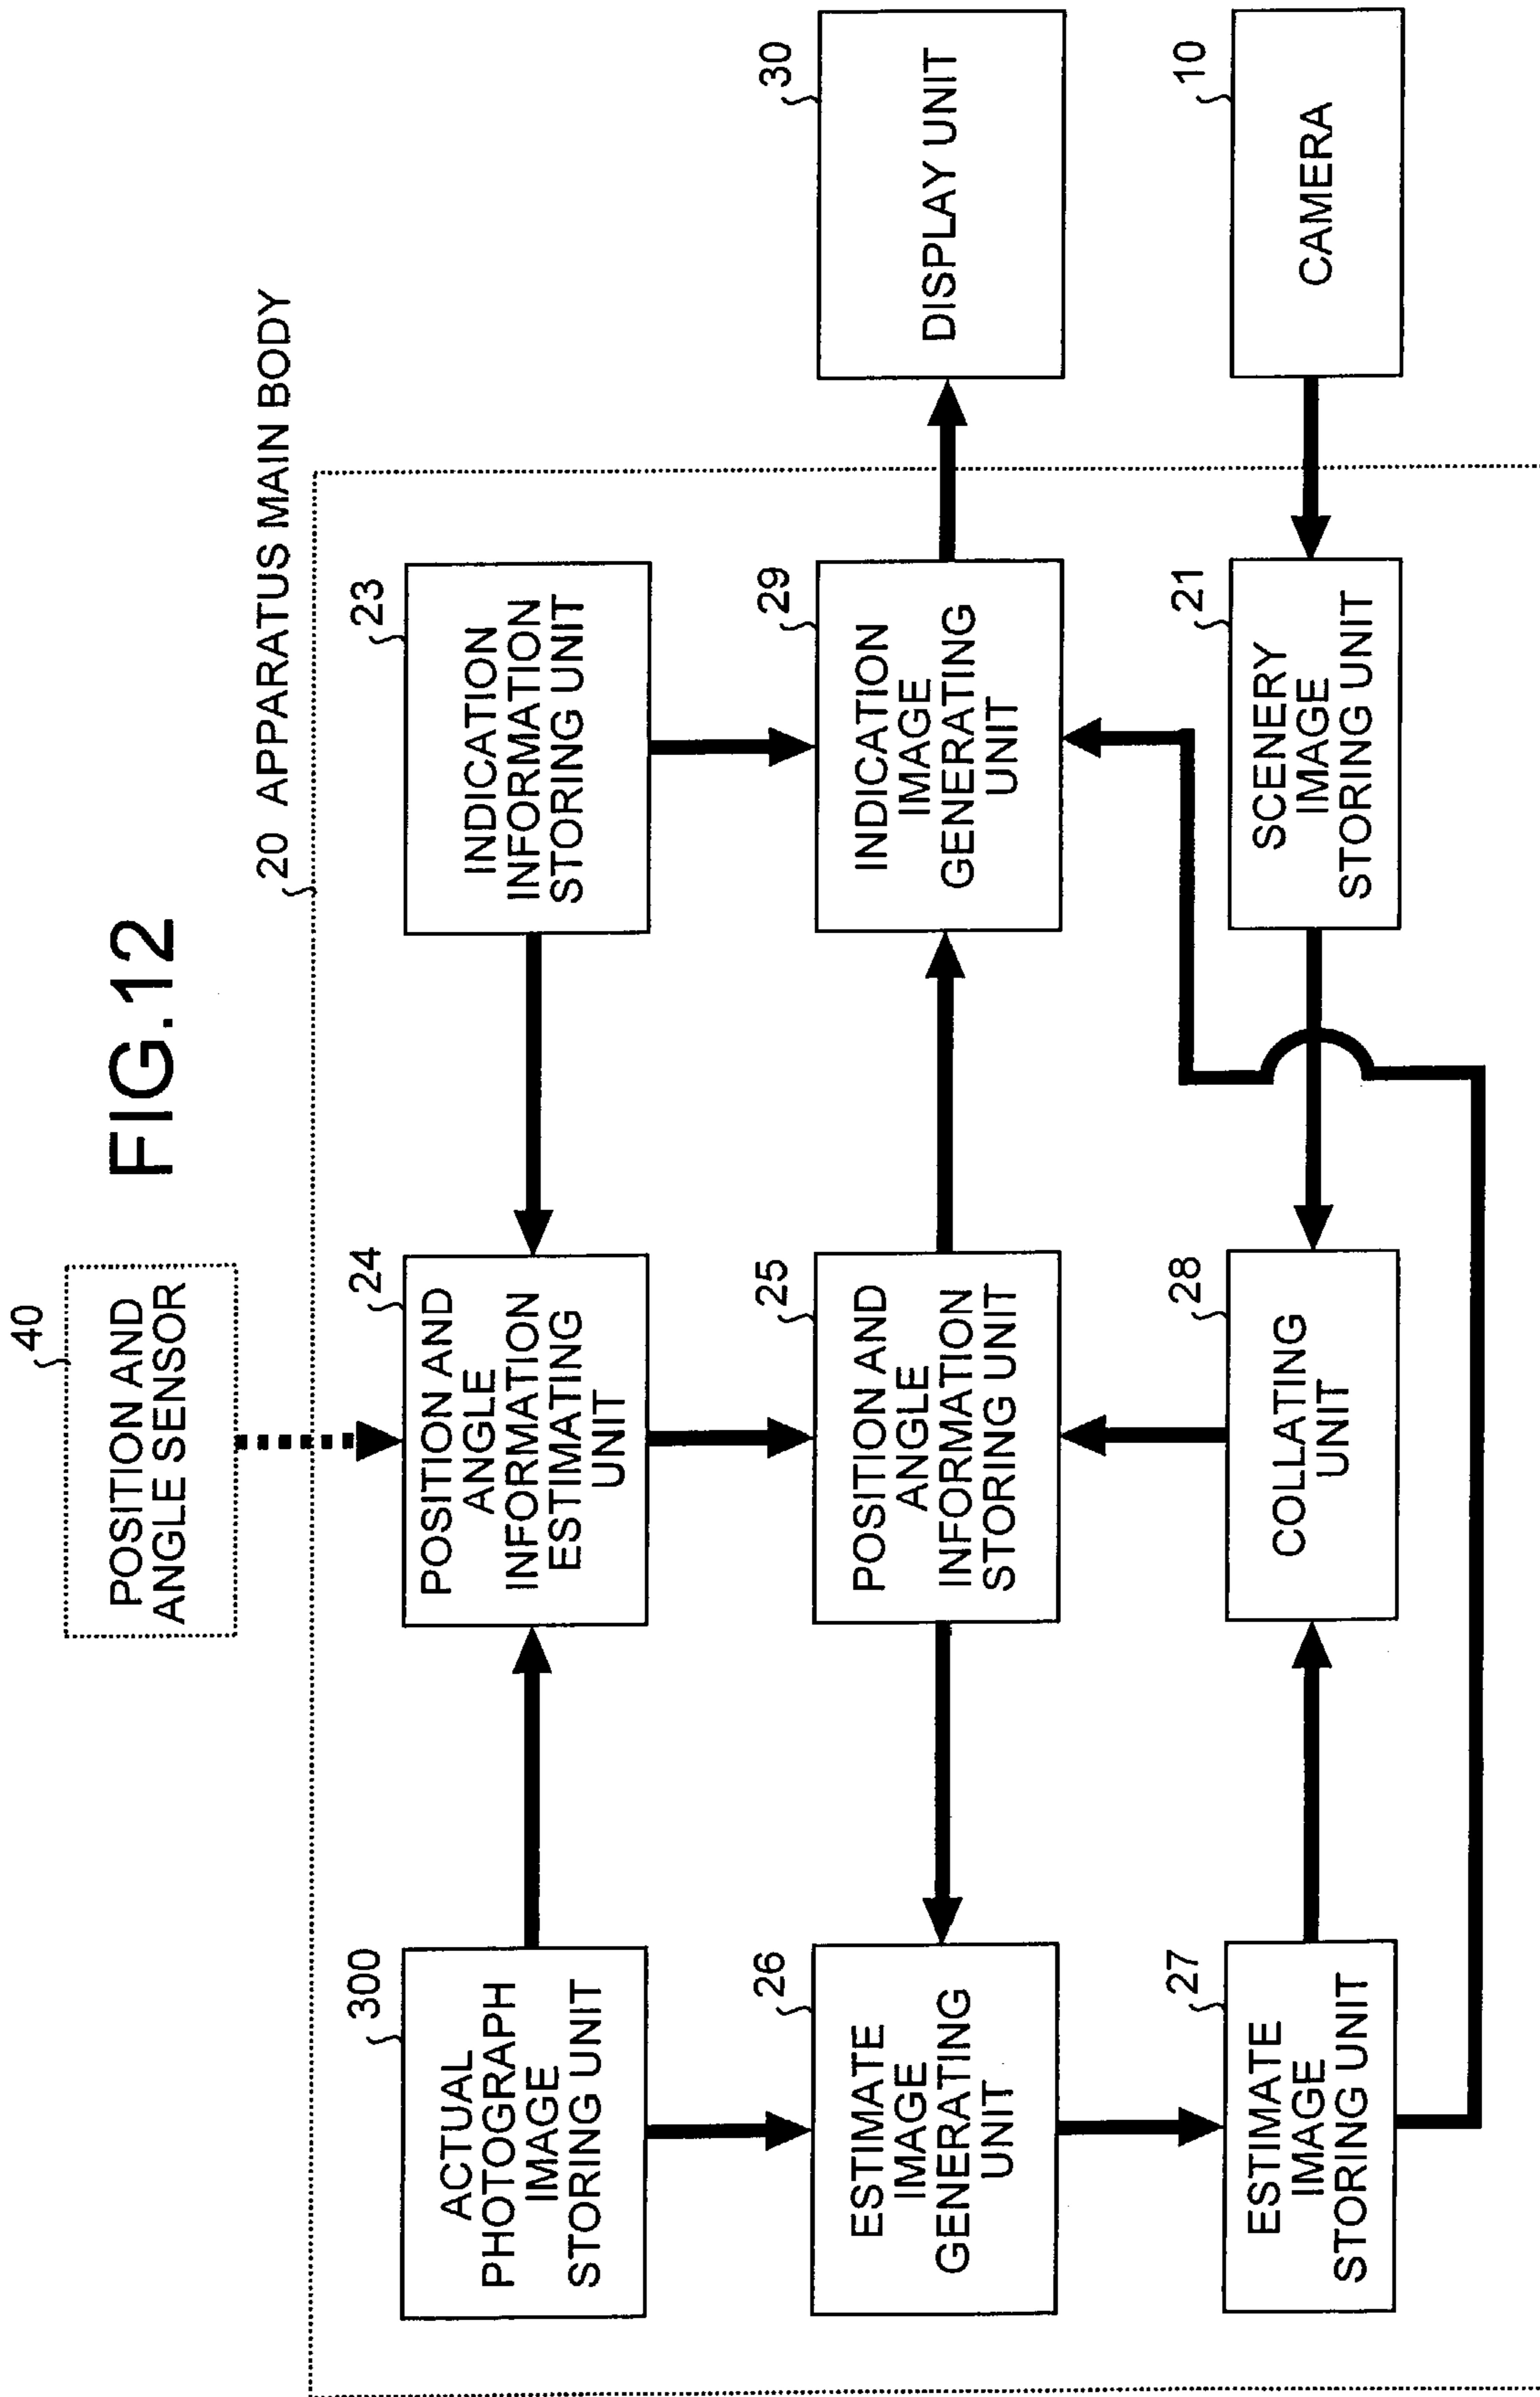 FIG.12
40
POSITION AND
ANGLE SENSOR
20 APPARATUS MAIN BODY
300
ACTUAL
PHOTOGRAPH
IMAGE
STORING UNIT
24
POSITION AND
ANGLE
INFORMATION
ESTIMATING
UNIT
23
INDICATION
INFORMATION
STORING UNIT
26
ESTIMATE
IMAGE
GENERATING
UNIT
25
POSITION AND
ANGLE
INFORMATION
STORING UNIT
29
INDICATION
IMAGE
GENERATING
UNIT
30
DISPLAY UNIT
27
ESTIMATE
IMAGE
STORING UNIT
28
COLLATING
UNIT
21
SCENERY
IMAGE
STORING UNIT
10
CAMERA